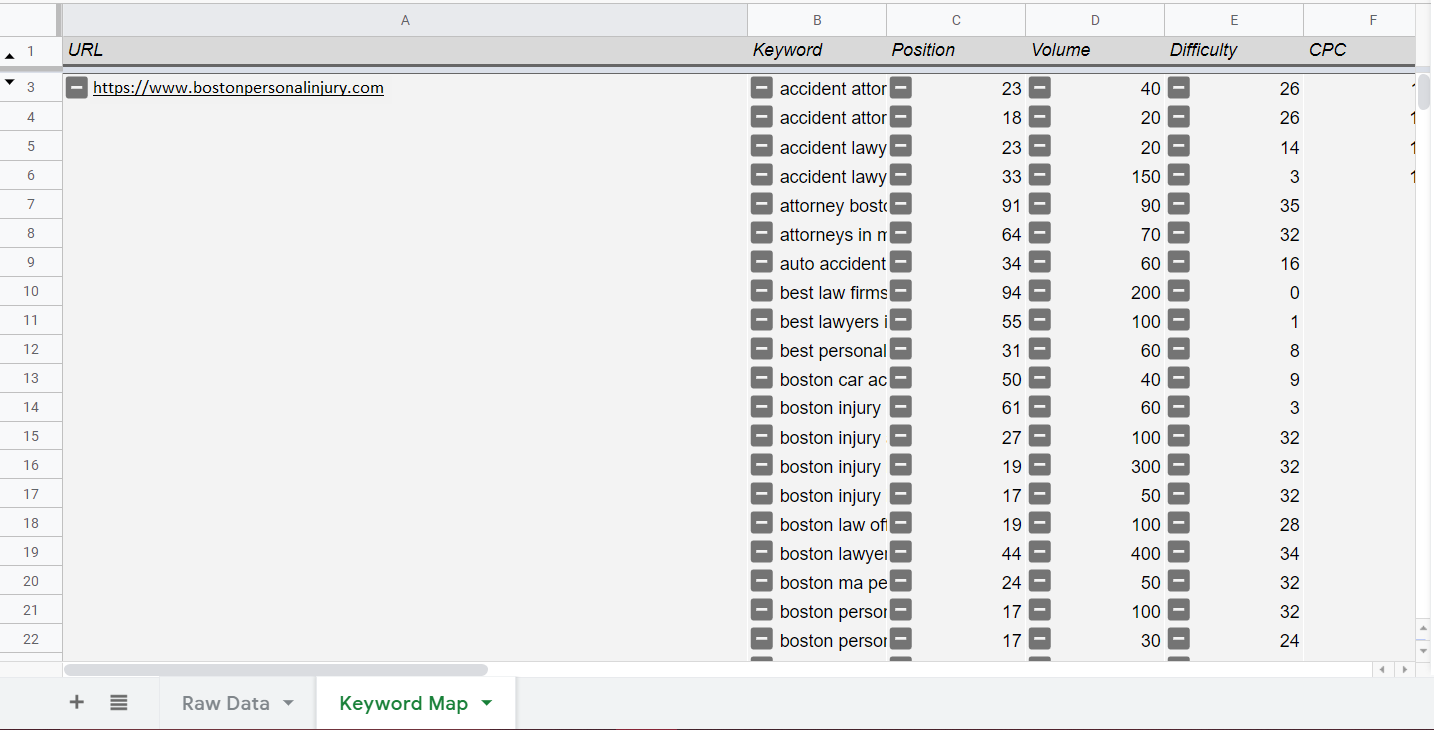 A B C D E F
1 URL Keyword Position Volume Difficulty CPC
3 https://www.bostonpersonalinjury.com accident attor 23 40 26
4 accident attor 18 20 26 1
5 accident lawy 23 20 14 1
6 accident lawy 33 150 3 1
7 attorney bosto 91 90 35
8 attorneys in m 64 70 32
9 auto accident 34 60 16
10 best law firms 94 200 0
11 best lawyers i 55 100 1
12 best personal 31 60 8
13 boston car ac 50 40 9
14 boston injury 61 60 3
15 boston injury 27 100 32
16 boston injury 19 300 32
17 boston injury 17 50 32
18 boston law off 19 100 28
19 boston lawyer 44 400 34
20 boston ma pe 24 50 32
21 boston person 17 100 32
22 boston person 17 30 24
Raw Data Keyword Map